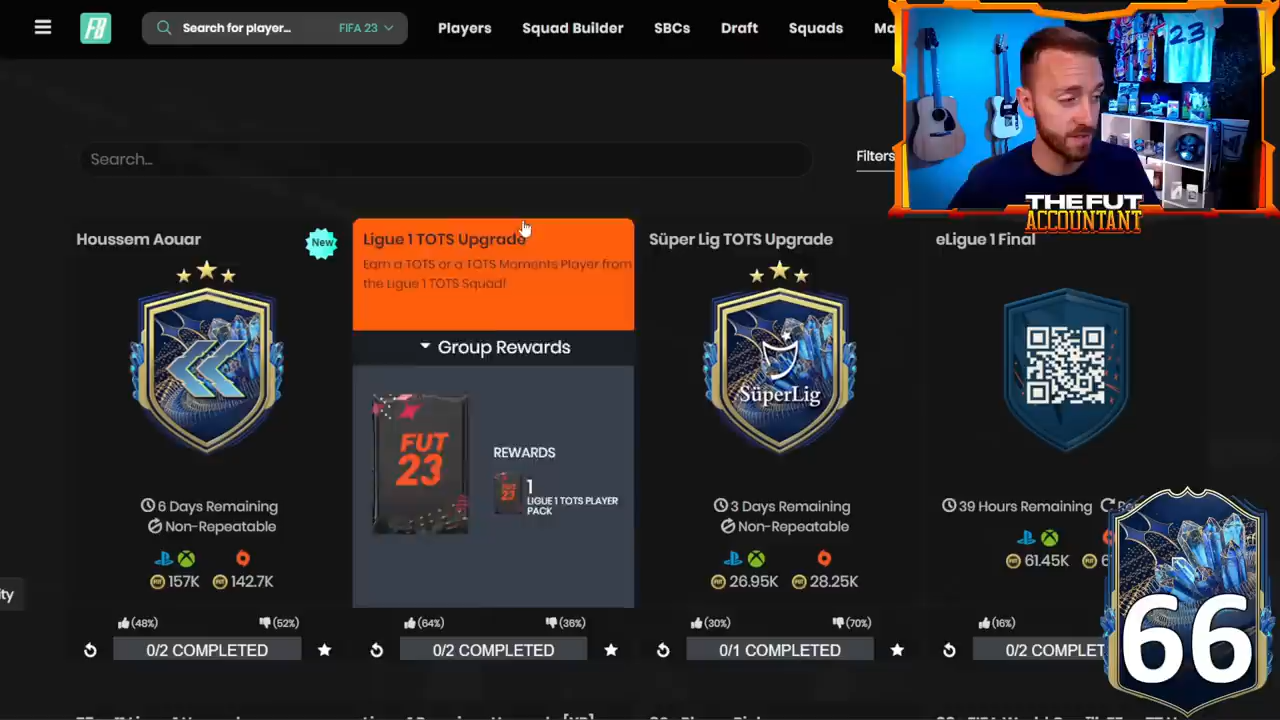 FB
Search for player...
FIFA 23
Players
Squad Builder
SBCs
Draft
Squads
23
Search...
Filters
THE FUT
ACCOUNTANT
Houssem Aouar
New
Ligue 1 TOTS Upgrade
Earn a TOTS or a TOTS Moments Player from
the Ligue 1 TOTS Squad!
Süper Lig TOTS Upgrade
eLigue 1 Final
Group Rewards
FUT
23
REWARDS
1
LIGUE 1 TOTS PLAYER
PACK
SüperLig
6 Days Remaining
Non-Repeatable
157K
142.7K
3 Days Remaining
Non-Repeatable
26.95K
28.25K
39 Hours Remaining
61.45K
(48%)
(52%)
0/2 COMPLETED
(64%)
(36%)
0/2 COMPLETED
(30%)
(70%)
0/1 COMPLETED
(16%)
0/2 COMPLET
66